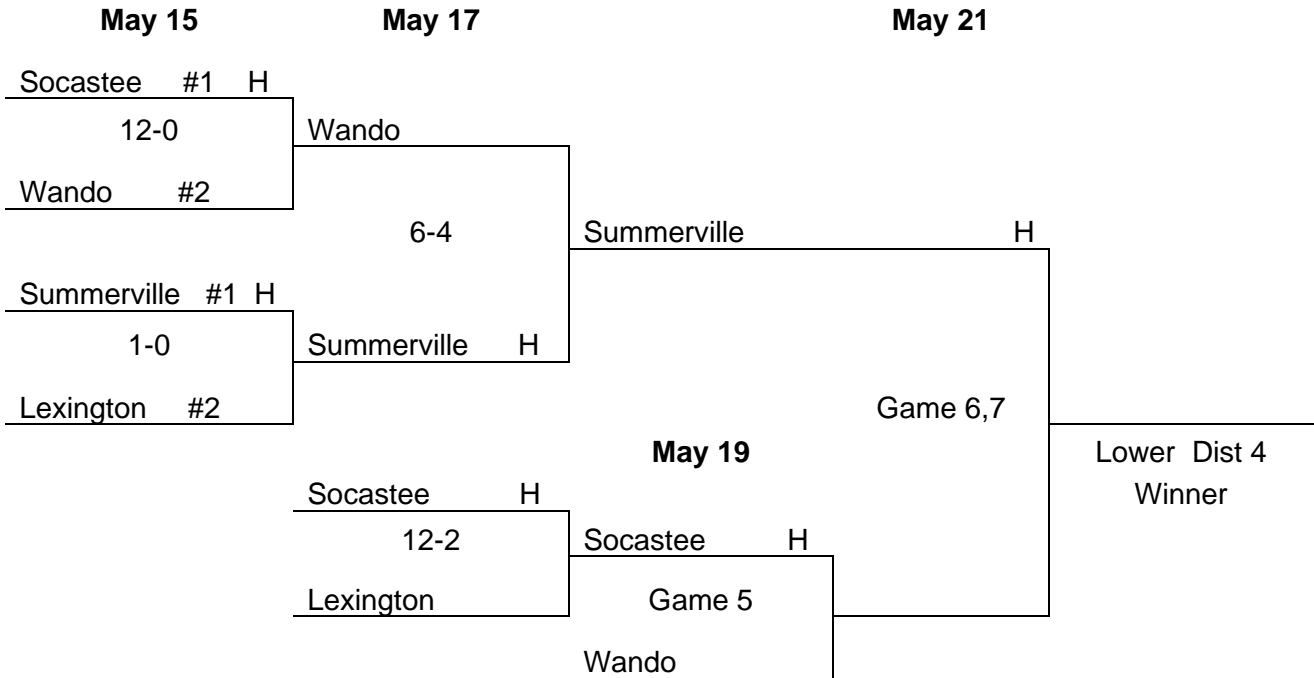 May 15 May 17 May 21
Socastee #1 H
12-0 Wando
Wando #2
6-4 Summerville H
Summerville #1 H
1-0 Summerville H
Lexington #2 Game 6,7
May 19 Lower Dist 4
Socastee H Winner
12-2 Socastee H
Lexington Game 5
Wando